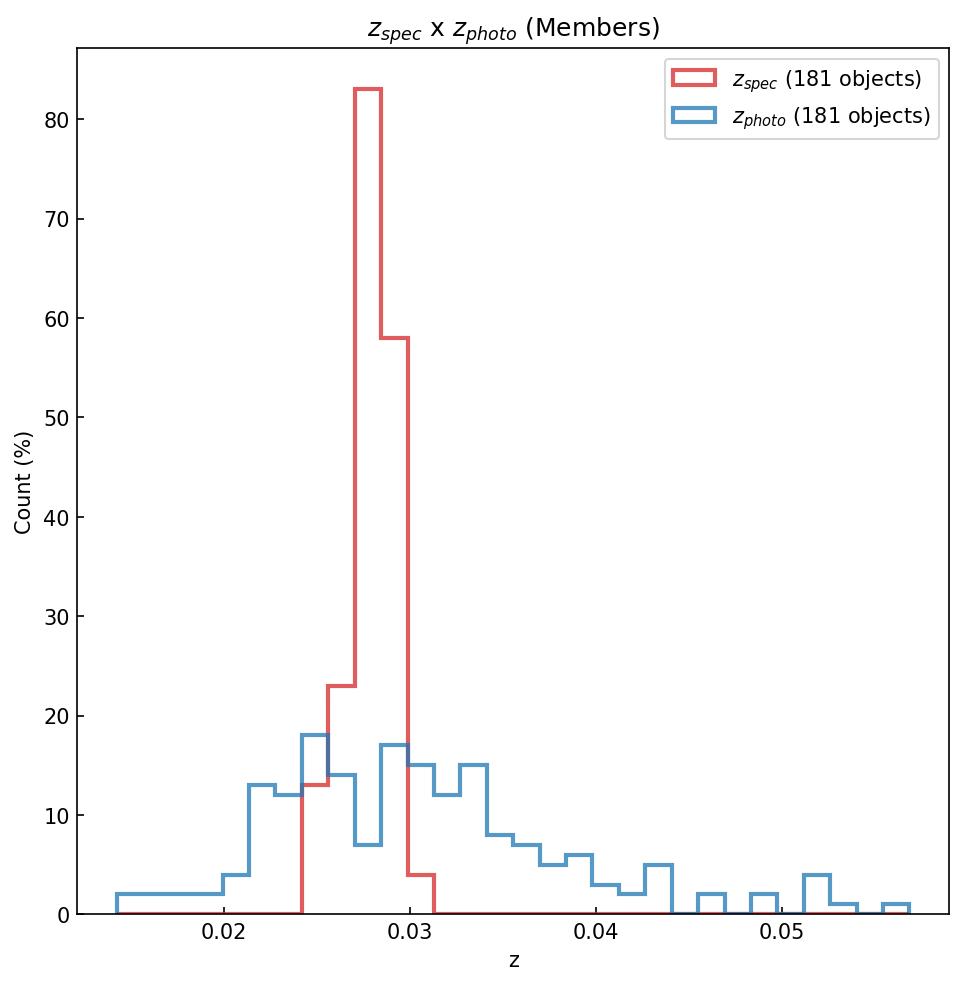 z_spec x z_photo (Members)
z_spec (181 objects)
z_photo (181 objects)
Count (%)
80
70
60
50
40
30
20
10
0
0.02 0.03 0.04 0.05
z